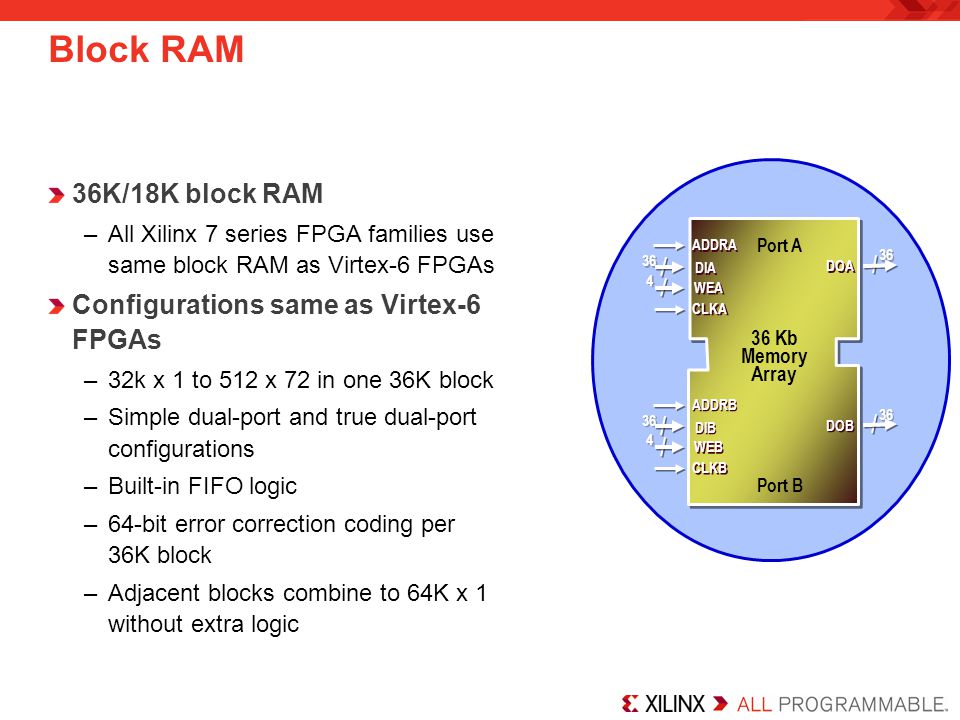 Block RAM
36K/18K block RAM
– All Xilinx 7 series FPGA families use
same block RAM as Virtex-6 FPGAs
Configurations same as Virtex-6
FPGAs
– 32k x 1 to 512 x 72 in one 36K block
– Simple dual-port and true dual-port
configurations
– Built-in FIFO logic
– 64-bit error correction coding per
36K block
– Adjacent blocks combine to 64K x 1
without extra logic
ADDRA
Port A
36
DIA
DOA
36
4
WEA
CLKA
36 Kb
Memory
Array
ADDRB
36
DIB
DOB
36
4
WEB
CLKB
Port B
XILINX
ALL PROGRAMMABLE™